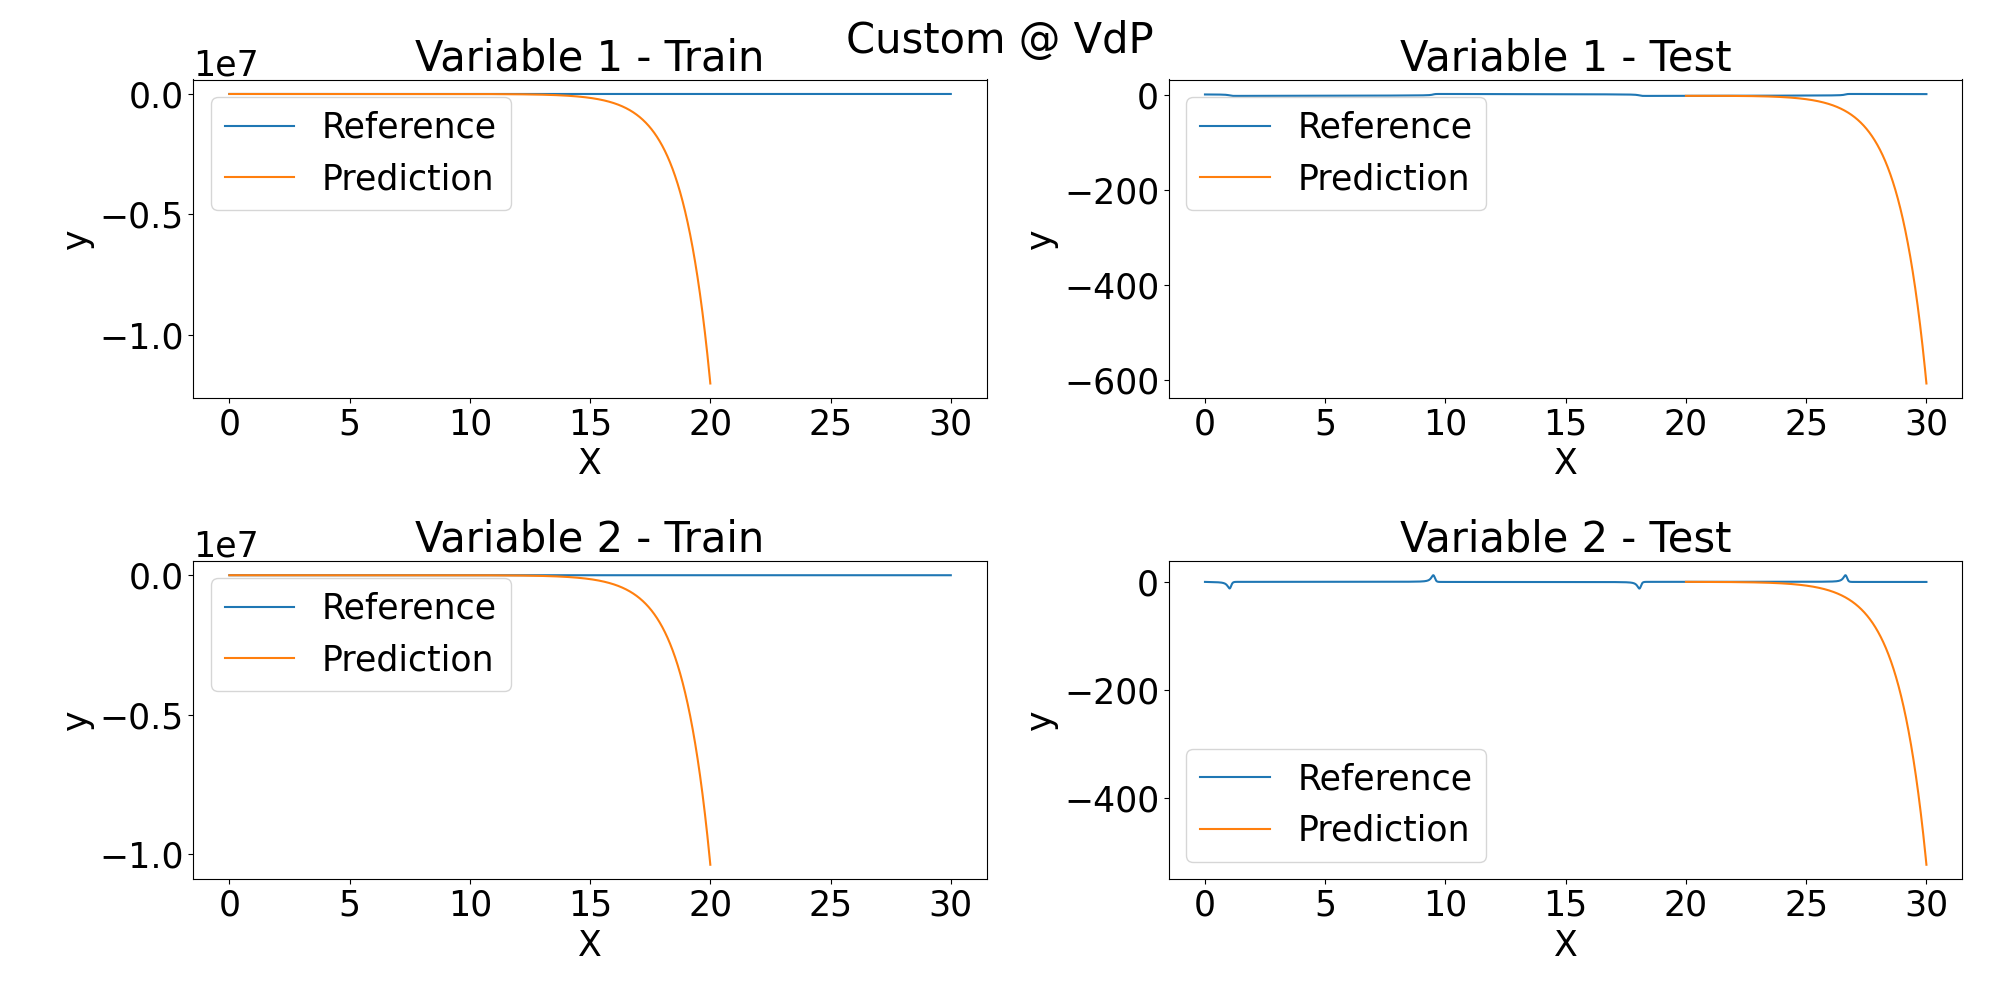 Custom @ VdP
Variable 1 - Train
1e7
0.0
−0.5
−1.0
y
Reference
Prediction
0 5 10 15 20 25 30
X
Variable 1 - Test
0
−200
−400
−600
y
Reference
Prediction
0 5 10 15 20 25 30
X
Variable 2 - Train
1e7
0.0
−0.5
−1.0
y
Reference
Prediction
0 5 10 15 20 25 30
X
Variable 2 - Test
0
−200
−400
y
Reference
Prediction
0 5 10 15 20 25 30
X